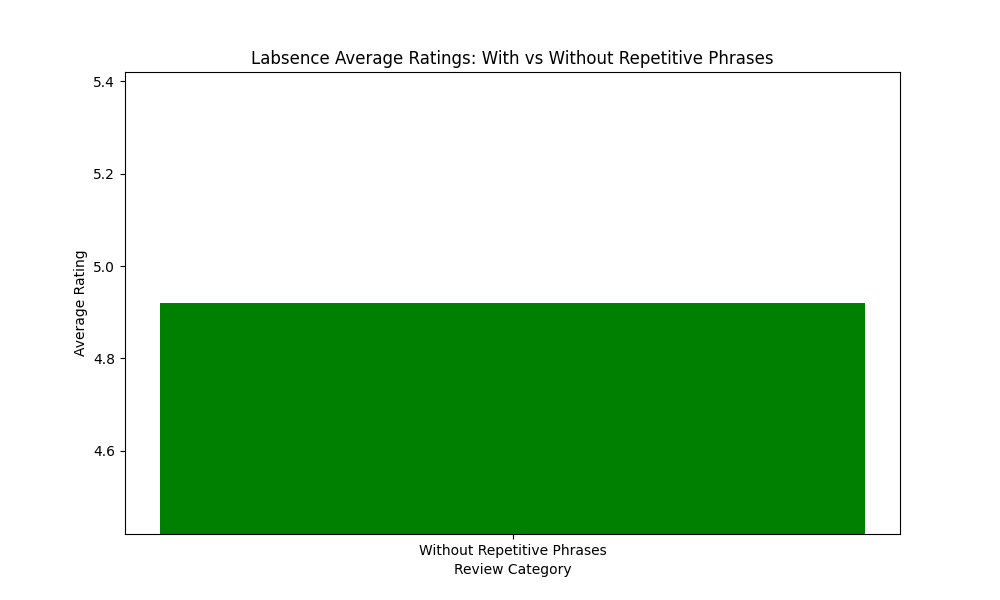 Labsence Average Ratings: With vs Without Repetitive Phrases
5.4
5.2
5.0
4.8
4.6
Average Rating
Without Repetitive Phrases
Review Category